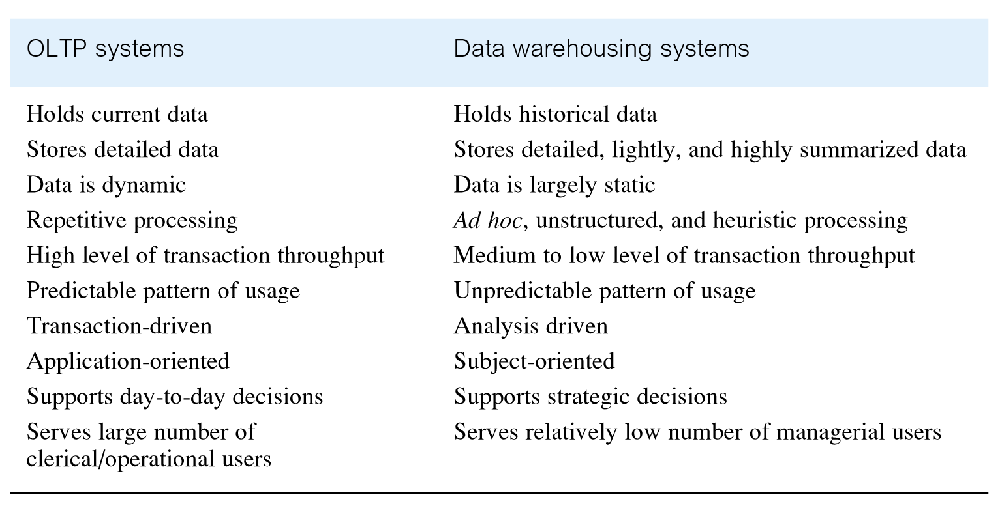 OLTP systems Data warehousing systems
Holds current data Holds historical data
Stores detailed data Stores detailed, lightly, and highly summarized data
Data is dynamic Data is largely static
Repetitive processing Ad hoc, unstructured, and heuristic processing
High level of transaction throughput Medium to low level of transaction throughput
Predictable pattern of usage Unpredictable pattern of usage
Transaction-driven Analysis driven
Application-oriented Subject-oriented
Supports day-to-day decisions Supports strategic decisions
Serves large number of Serves relatively low number of managerial users
clerical/operational users